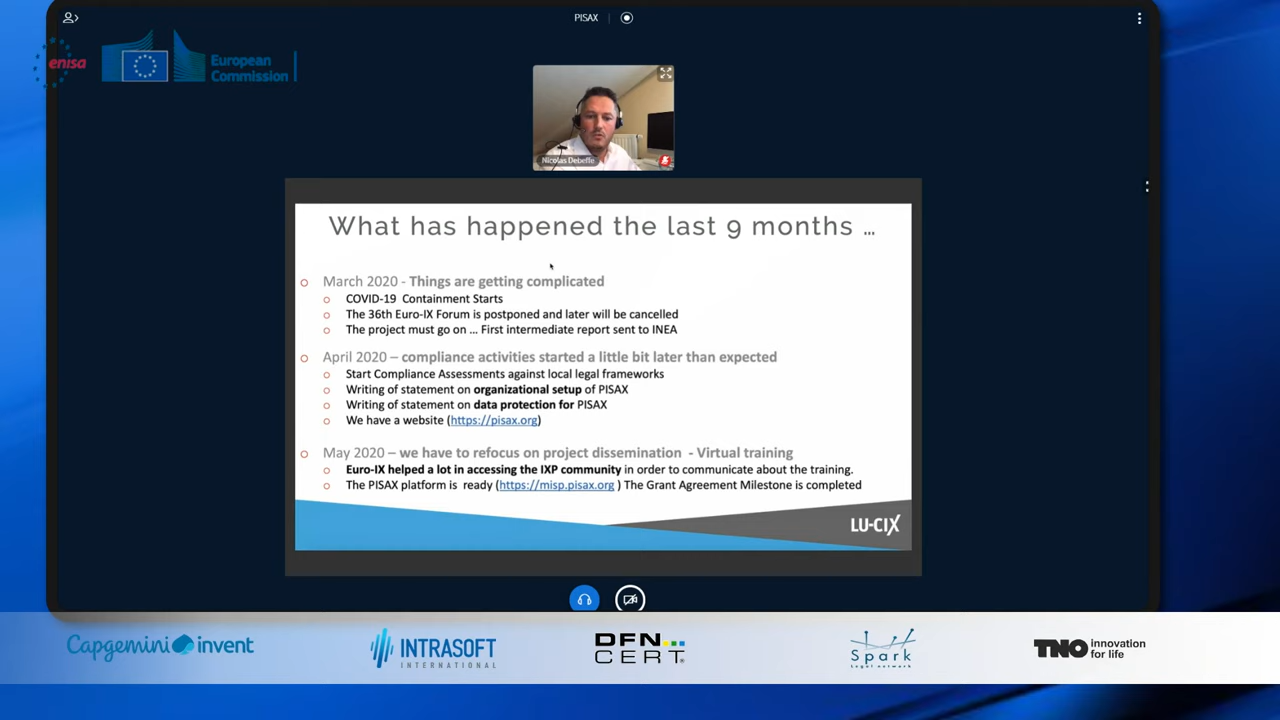 PISAX
enisa
European
Commission
Nicolas Debeffe
What has happened the last 9 months ...
March 2020 - Things are getting complicated
COVID-19 Containment Starts
The 36th Euro-IX Forum is postponed and later will be cancelled
The project must go on ... First intermediate report sent to INEA
April 2020 – compliance activities started a little bit later than expected
Start Compliance Assessments against local legal frameworks
Writing of statement on organizational setup of PISAX
Writing of statement on data protection for PISAX
We have a website (https://pisax.org)
May 2020 – we have to refocus on project dissemination - Virtual training
Euro-IX helped a lot in accessing the IXP community in order to communicate about the training.
The PISAX platform is ready (https://misp.pisax.org ) The Grant Agreement Milestone is completed
LU-CIX
Capgemini invent
INTRASOFT
INTERNATIONAL
DFN
CERT®
Spark
Legal network
TNO innovation
for life